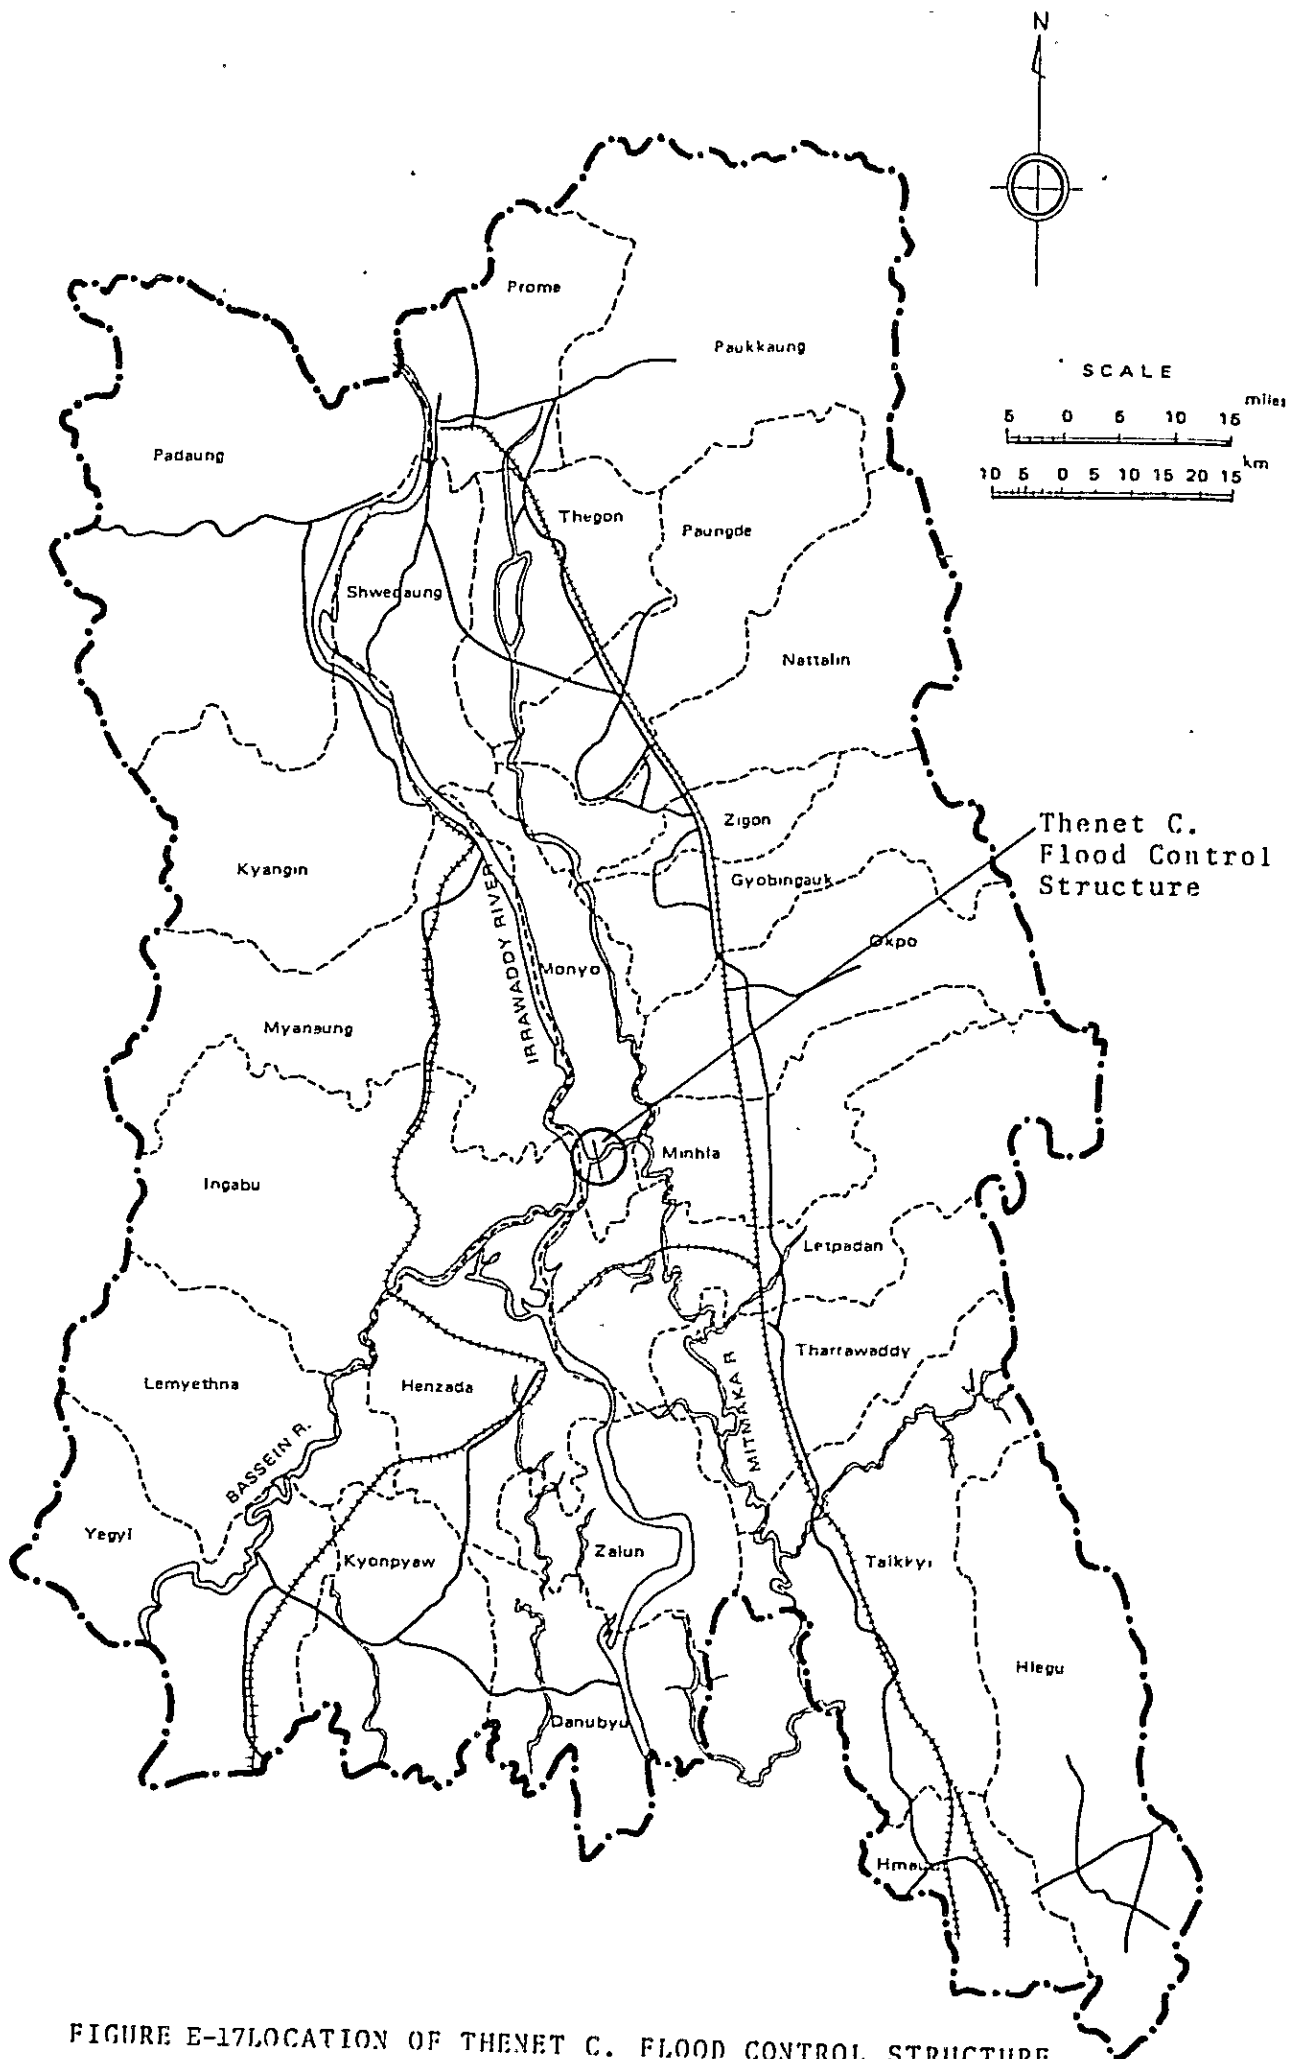 N
Prome
Paukkaung
SCALE
5 0 5 10 15 miles
10 5 0 5 10 15 20 15 km
Padaung
Thegon
Paungde
Shwedaung
Nattalin
Zigon
Thenet C.
Flood Control
Structure
Kyangin
Gyobingauk
IRRAWADDY RIVER
Okpo
Monyo
Myanaung
Minhla
Ingabu
Letpadan
Tharrawaddy
Lemyethna
Henzada
MITMAKA R
BASSEIN R.
Yegyi
Kyonpyaw
Zalun
Taikkyi
Hlegu
Danubyu
FIGURE E-17LOCATION OF THENET C. FLOOD CONTROL STRUCTURE